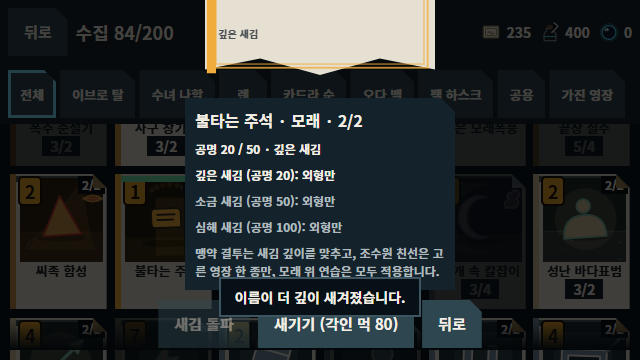 깊은 새김
뒤로
수집 84/200
235
400
0
전체
이브로 탈
수녀 나함
렌
카드라 순
오다 벨
탤 하스크
공용
가진 영장
3/2
3/2
5/4
불타는 주석 · 모래 · 2/2
공명 20 / 50 · 깊은 새김
깊은 새김 (공명 20): 외형만
소금 새김 (공명 50): 외형만
심해 새김 (공명 100): 외형만
맹약 결투는 새김 깊이를 맞추고, 조수원 친선은 고
른 영장 한 종만, 모래 위 연습은 모두 적용합니다.
2
씨족 함성
1
불타는 주
3/4
2
성난 바다표범
3/2
이름이 더 깊이 새겨졌습니다.
새김 돌파
새기기 (각인 먹 80)
뒤로
4
7
2
4